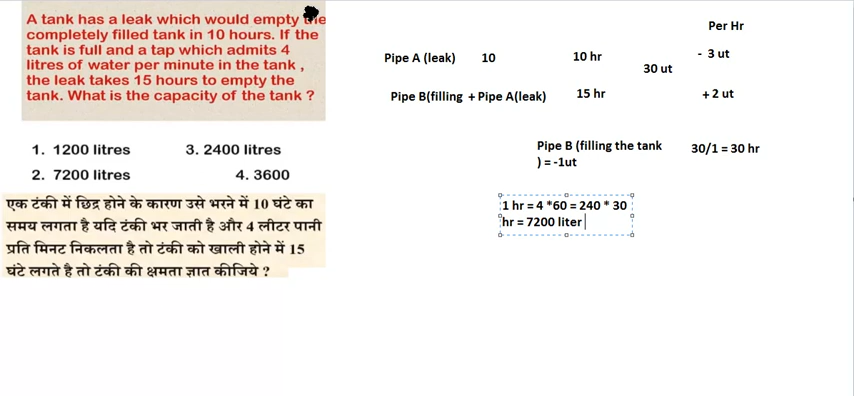 A tank has a leak which would empty the
completely filled tank in 10 hours. If the
tank is full and a tap which admits 4
litres of water per minute in the tank ,
the leak takes 15 hours to empty the
tank. What is the capacity of the tank ?
1. 1200 litres 3. 2400 litres
2. 7200 litres 4. 3600
एक टंकी में छिद्र होने के कारण उसे भरने में 10 घंटे का
समय लगता है यदि टंकी भर जाती है और 4 लीटर पानी
प्रति मिनट निकलता है तो टंकी को खाली होने में 15
घंटे लगते है तो टंकी की क्षमता ज्ञात कीजिये ?
Per Hr
Pipe A (leak) 10 10 hr - 3 ut
30 ut
Pipe B(filling + Pipe A(leak) 15 hr + 2 ut
Pipe B (filling the tank 30/1 = 30 hr
) = -1ut
1 hr = 4 *60 = 240 * 30
hr = 7200 liter